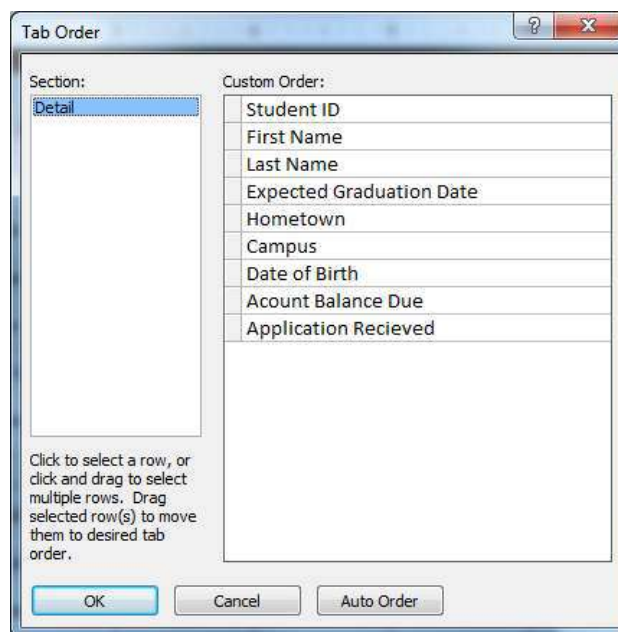 Tab Order
?
Section:
Detail
Click to select a row, or
click and drag to select
multiple rows. Drag
selected row(s) to move
them to desired tab
order.
Custom Order:
Student ID
First Name
Last Name
Expected Graduation Date
Hometown
Campus
Date of Birth
Acount Balance Due
Application Recieved
OK
Cancel
Auto Order